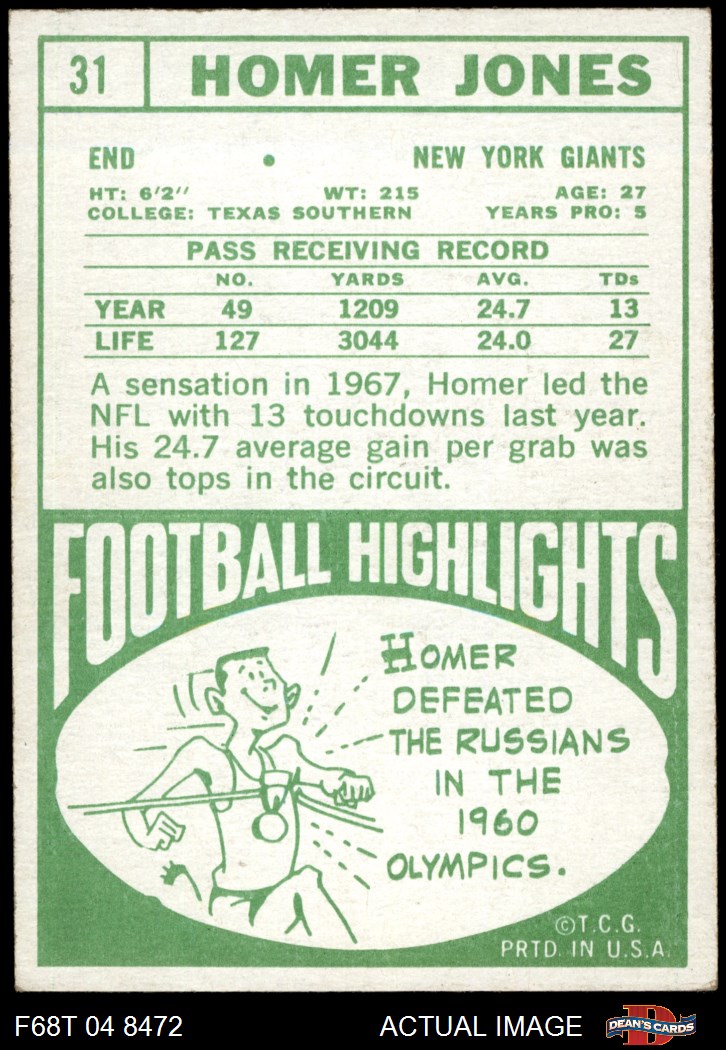 31 HOMER JONES
END • NEW YORK GIANTS
HT: 6'2" WT: 215 AGE: 27
COLLEGE: TEXAS SOUTHERN YEARS PRO: 5
PASS RECEIVING RECORD
NO. YARDS AVG. TDs
YEAR 49 1209 24.7 13
LIFE 127 3044 24.0 27
A sensation in 1967, Homer led the
NFL with 13 touchdowns last year.
His 24.7 average gain per grab was
also tops in the circuit.
FOOTBALL HIGHLIGHTS
HOMER
DEFEATED
THE RUSSIANS
IN THE
1960
OLYMPICS.
©T.C.G.
PRTD. IN U.S.A.
F68T 04 8472 ACTUAL IMAGE D DEAN'S CARDS